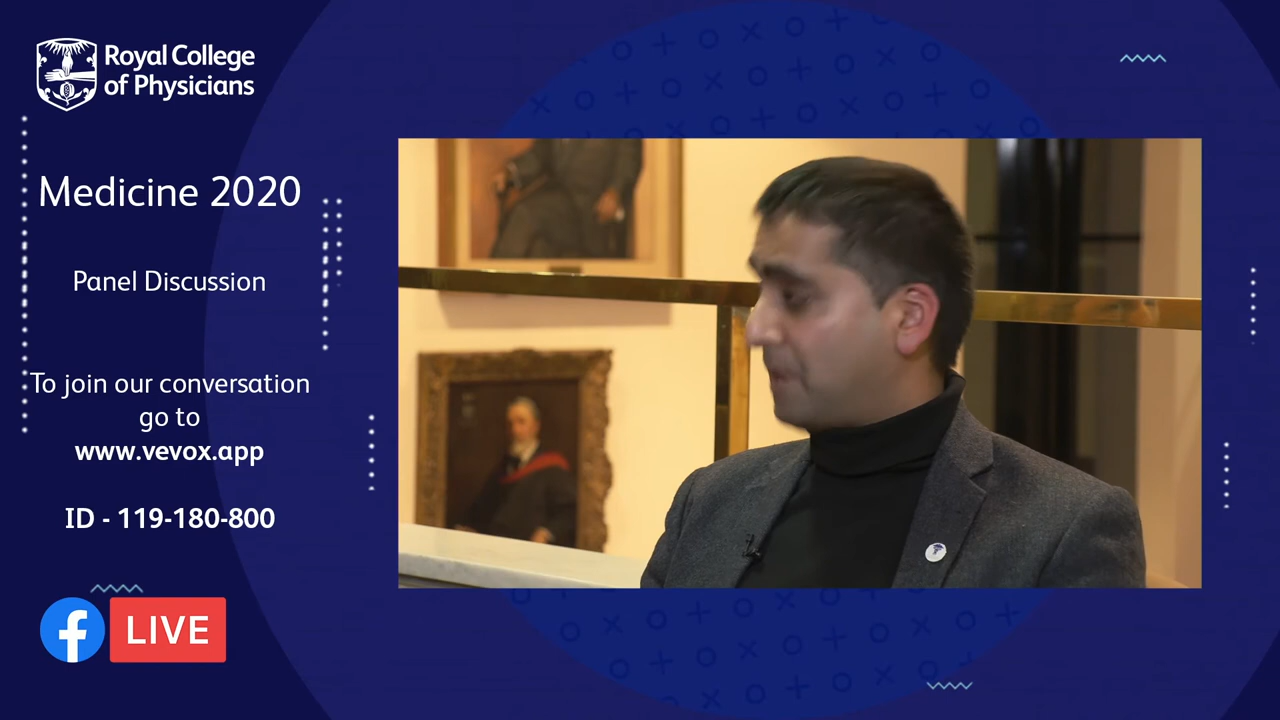 Royal College
of Physicians
Medicine 2020
Panel Discussion
To join our conversation
go to
www.vevox.app
ID - 119-180-800
LIVE